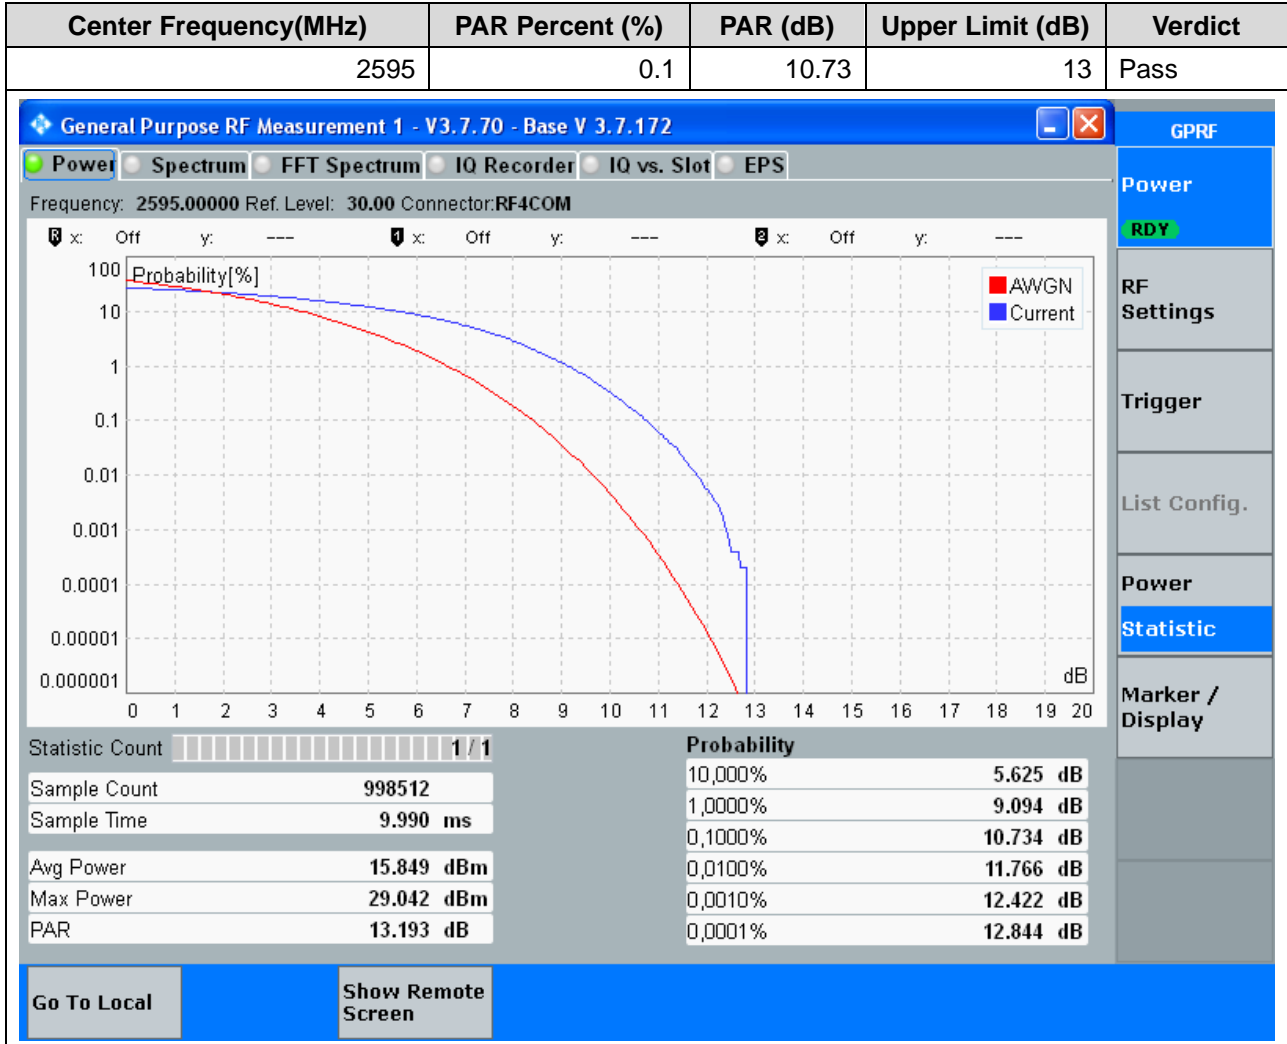 Center Frequency(MHz) PAR Percent (%) PAR (dB) Upper Limit (dB) Verdict
2595 0.1 10.73 13 Pass
General Purpose RF Measurement 1 - V3.7.70 - Base V 3.7.172
GPRF
Power Spectrum FFT Spectrum IQ Recorder IQ vs. Slot EPS
Frequency: 2595.00000 Ref. Level: 30.00 Connector:RF4COM
R x: Off y: --- 1 x: Off y: --- 2 x: Off y: ---
Probability[%]
AWGN
Current
100
10
1
0.1
0.01
0.001
0.0001
0.00001
0.000001
dB
0 1 2 3 4 5 6 7 8 9 10 11 12 13 14 15 16 17 18 19 20
Statistic Count 1 / 1
Sample Count 998512
Sample Time 9.990 ms
Avg Power 15.849 dBm
Max Power 29.042 dBm
PAR 13.193 dB
Probability
10,000% 5.625 dB
1,0000% 9.094 dB
0,1000% 10.734 dB
0,0100% 11.766 dB
0,0010% 12.422 dB
0,0001% 12.844 dB
Power
RDY
RF
Settings
Trigger
List Config.
Power
Statistic
Marker /
Display
Go To Local
Show Remote
Screen